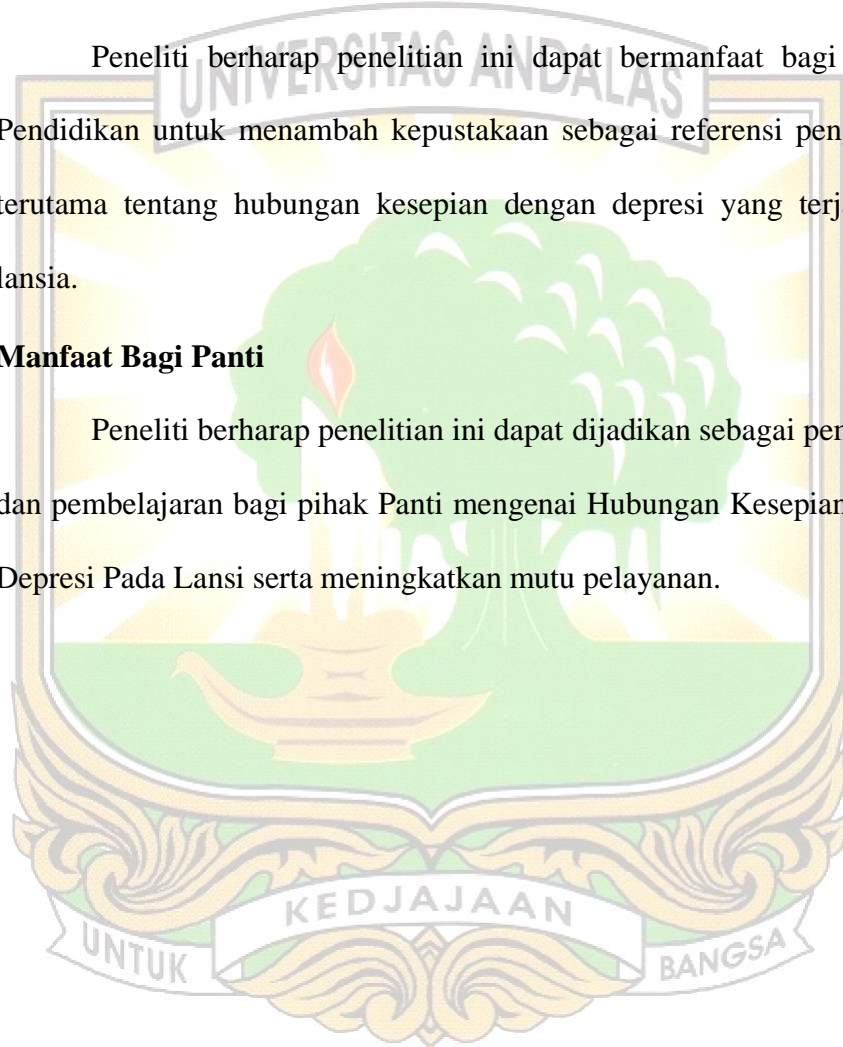 UNIVERSITAS ANDALAS
Peneliti berharap penelitian ini dapat bermanfaat bagi
Pendidikan untuk menambah kepustakaan sebagai referensi pen
terutama tentang hubungan kesepian dengan depresi yang terj
lansia.
Manfaat Bagi Panti
Peneliti berharap penelitian ini dapat dijadikan sebagai pen
dan pembelajaran bagi pihak Panti mengenai Hubungan Kesepian
Depresi Pada Lansi serta meningkatkan mutu pelayanan.
KEDJAJAAN
UNTUK
BANGSA